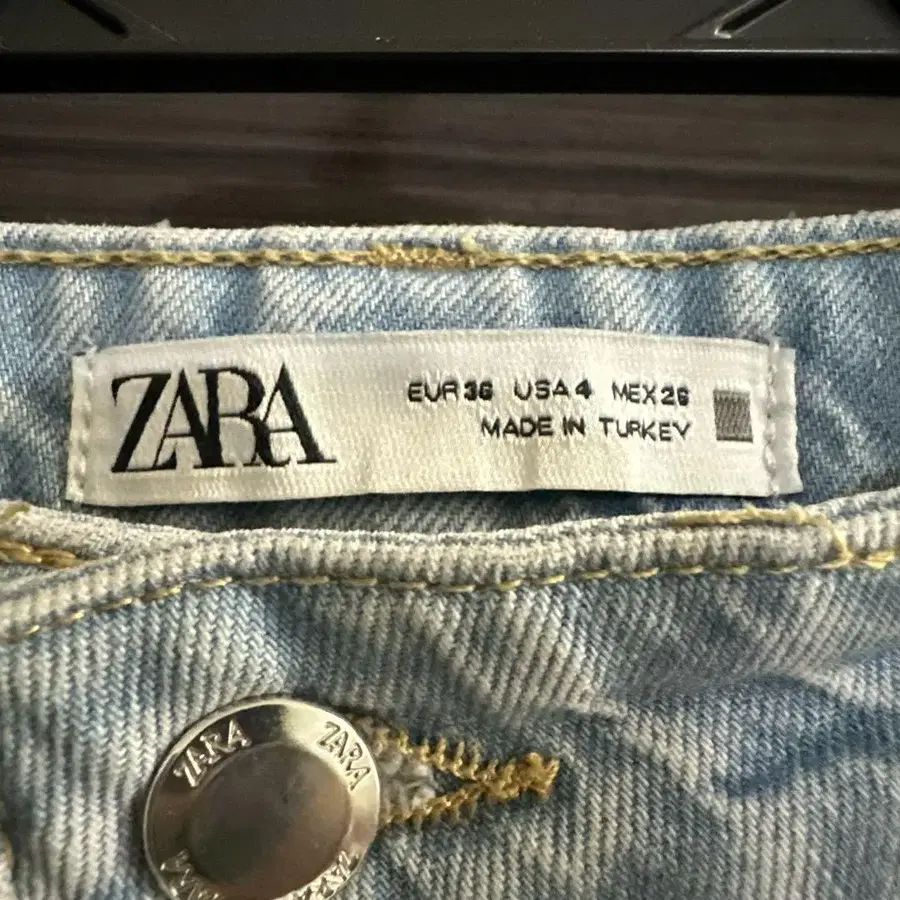 ZARA
EUR 36 USA 4 MEX 26
MADE IN TURKEY
ZARA ZARA